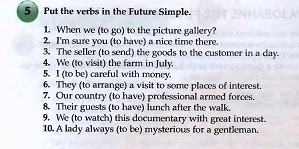 5 Put the verbs in the Future Simple.
1. When we (to go) to the picture gallery?
2. I'm sure you (to have) a nice time there.
3. The seller (to send) the goods to the customer in a day.
4. We (to visit) the farm in July.
5. I (to be) careful with money.
6. They (to arrange) a visit to some places of interest.
7. Our country (to have) professional armed forces.
8. Their guests (to have) lunch after the walk.
9. We (to watch) this documentary with great interest.
10. A lady always (to be) mysterious for a gentleman.